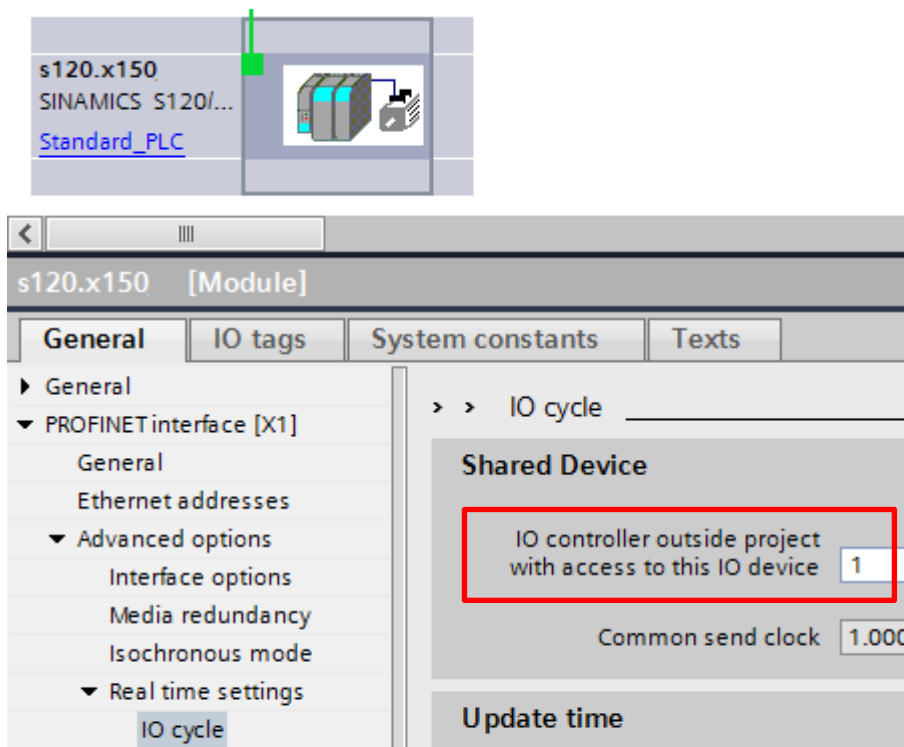 s120.x150
SINAMICS S120/...
Standard_PLC
s120.x150 [Module]
General IO tags System constants Texts
General
PROFINET interface [X1]
General
Ethernet addresses
Advanced options
Interface options
Media redundancy
Isochronous mode
Real time settings
IO cycle
IO cycle
Shared Device
IO controller outside project
with access to this IO device 1
Common send clock 1.000
Update time